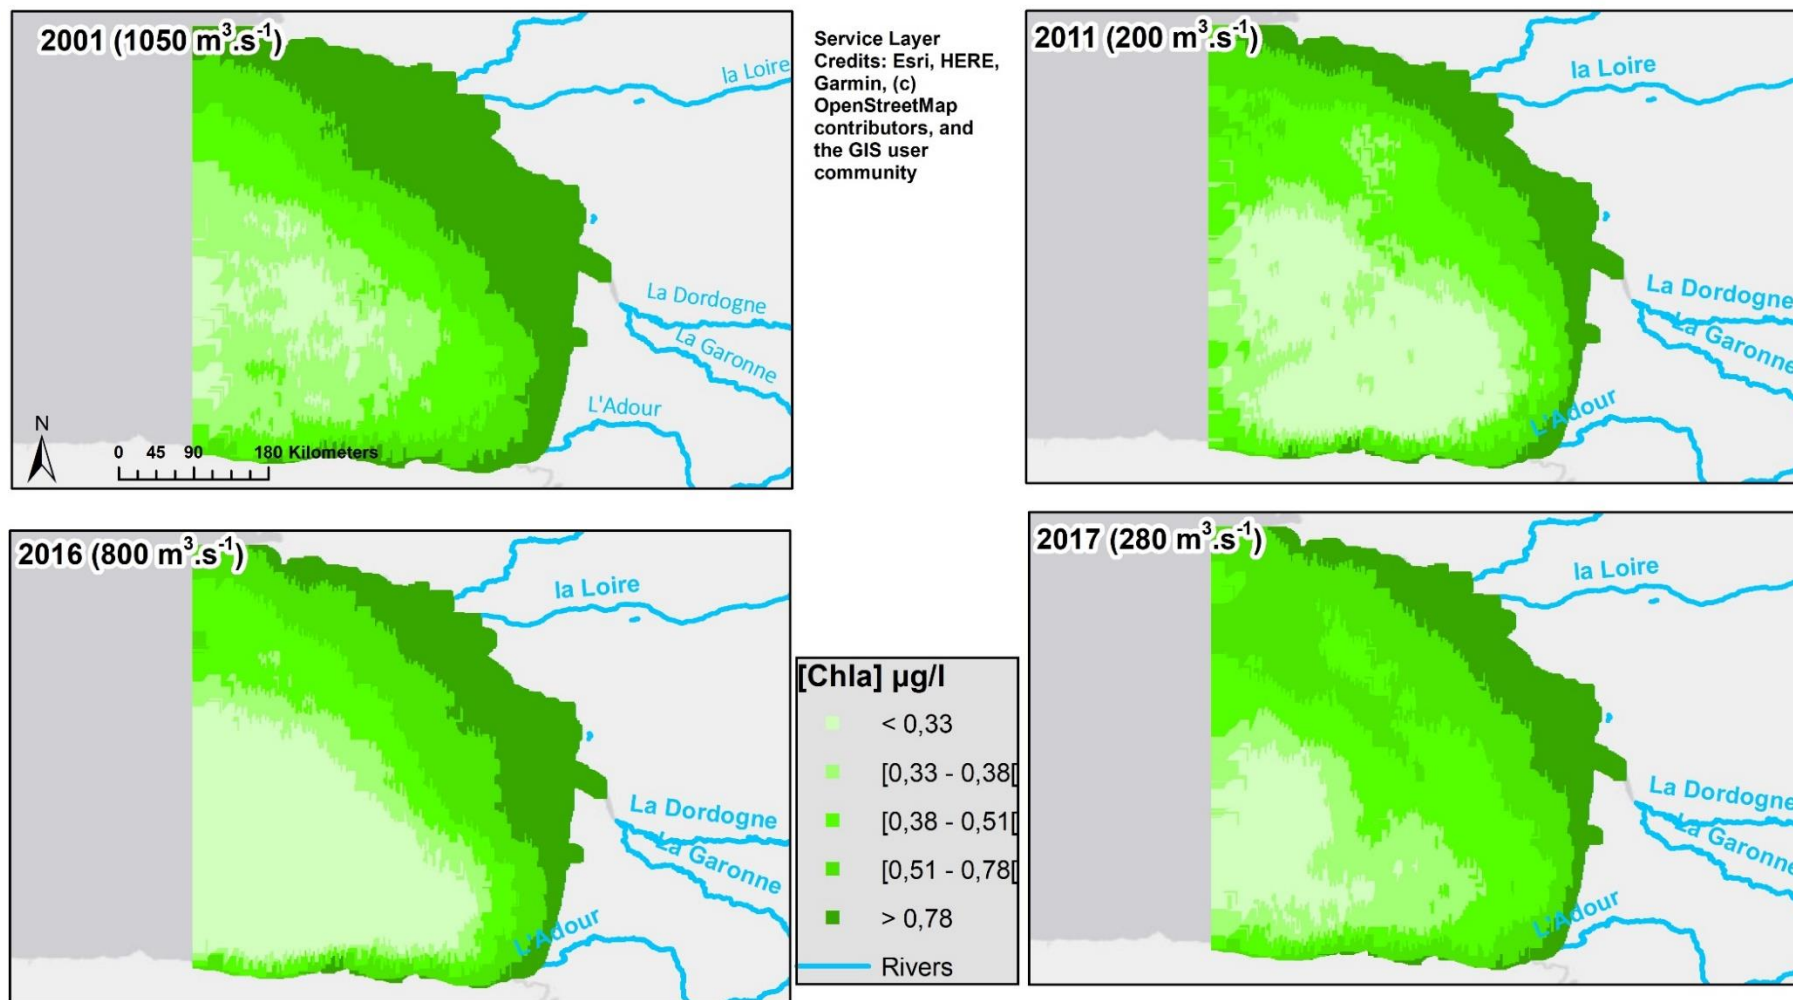 2001 (1050 m³.s⁻¹)
la Loire
La Dordogne
La Garonne
L'Adour
N
0 45 90 180 Kilometers
Service Layer
Credits: Esri, HERE,
Garmin, (c)
OpenStreetMap
contributors, and
the GIS user
community
2011 (200 m³.s⁻¹)
la Loire
La Dordogne
La Garonne
L'Adour
2016 (800 m³.s⁻¹)
la Loire
La Dordogne
La Garonne
L'Adour
[Chla] µg/l
< 0,33
[0,33 - 0,38[
[0,38 - 0,51[
[0,51 - 0,78[
> 0,78
Rivers
2017 (280 m³.s⁻¹)
la Loire
La Dordogne
La Garonne
L'Adour